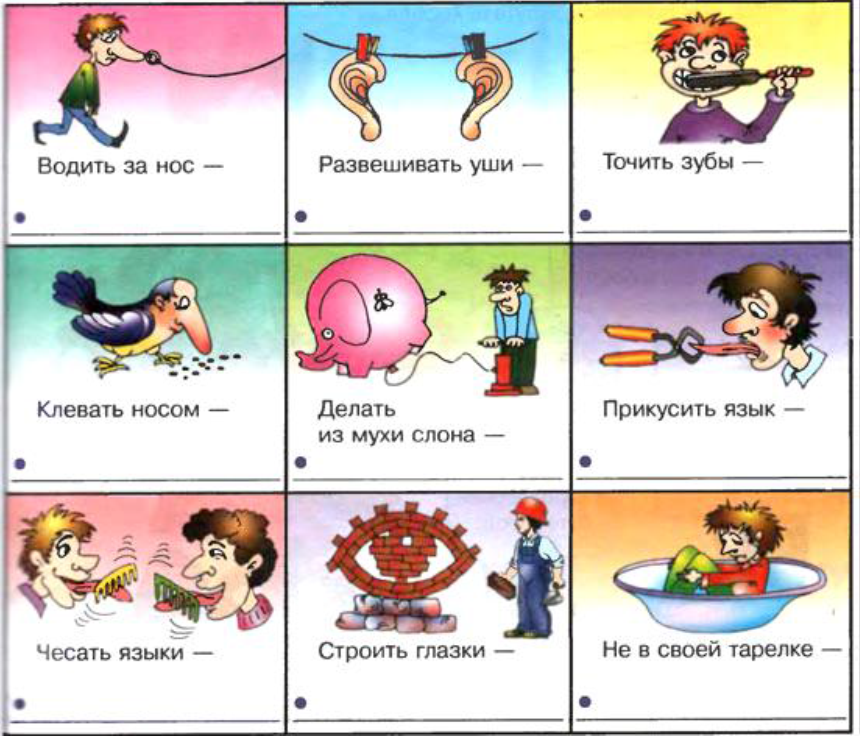 Водить за нос —
Развешивать уши —
Точить зубы —
Клевать носом —
Делать
из мухи слона —
Прикусить язык —
Чесать языки —
Строить глазки —
Не в своей тарелке —